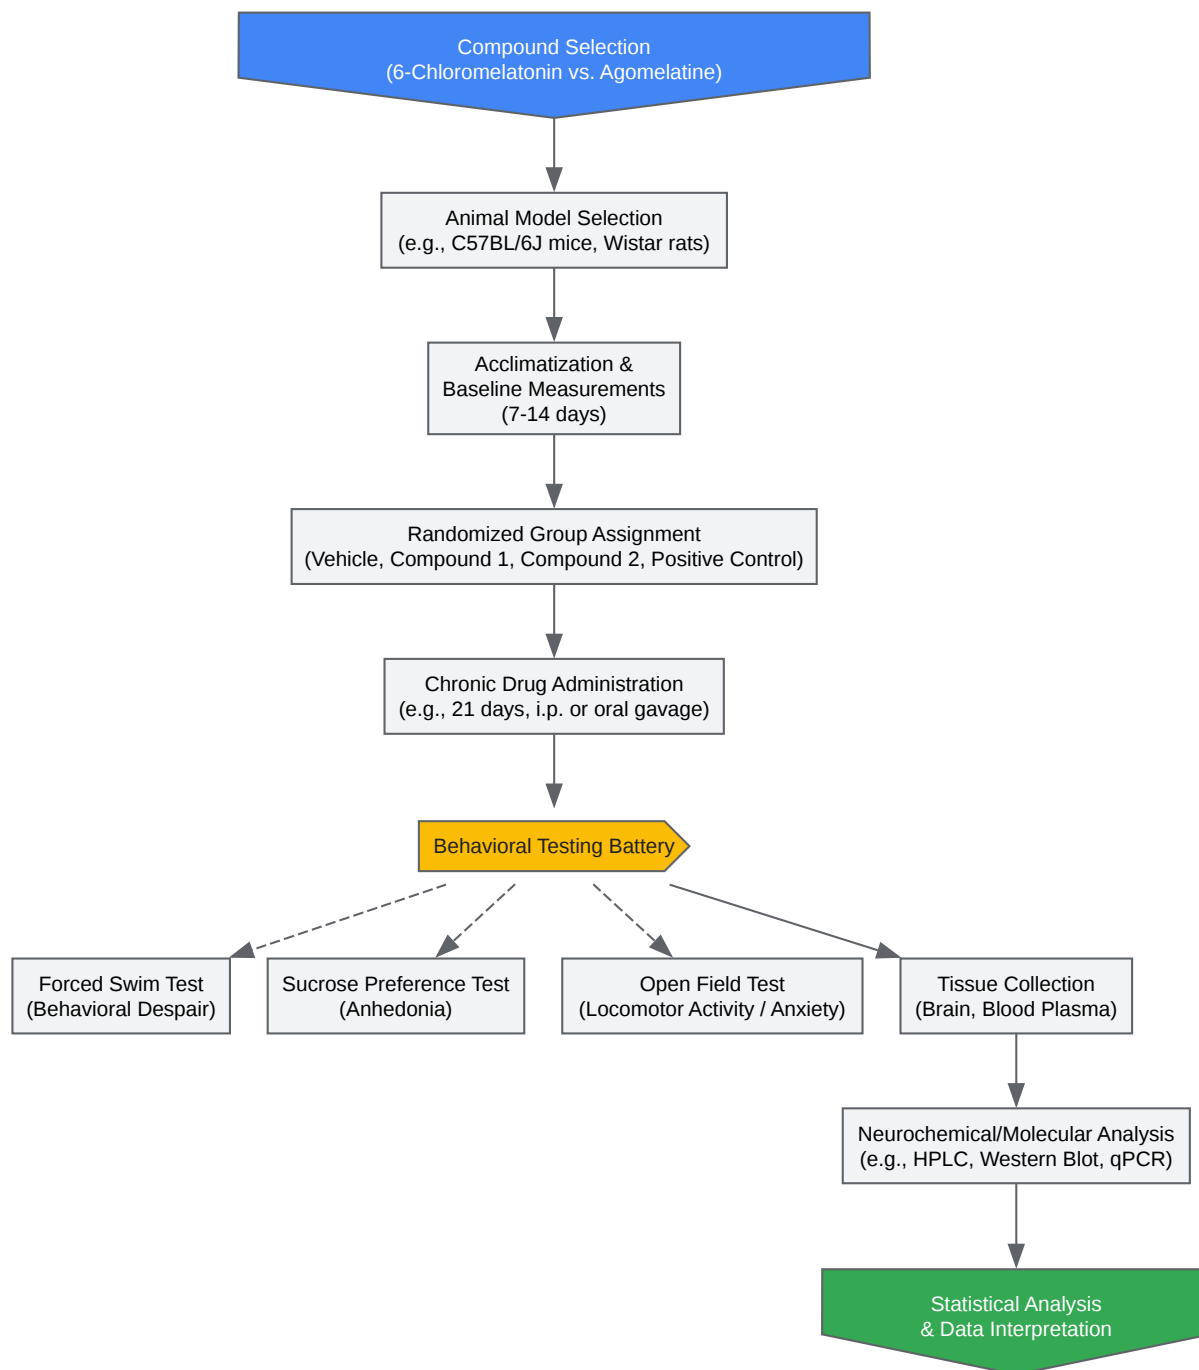 Compound Selection
(6-Chloromelatonin vs. Agomelatine)
Animal Model Selection
(e.g., C57BL/6J mice, Wistar rats)
Acclimatization &
Baseline Measurements
(7-14 days)
Randomized Group Assignment
(Vehicle, Compound 1, Compound 2, Positive Control)
Chronic Drug Administration
(e.g., 21 days, i.p. or oral gavage)
Behavioral Testing Battery
Forced Swim Test
(Behavioral Despair)
Sucrose Preference Test
(Anhedonia)
Open Field Test
(Locomotor Activity / Anxiety)
Tissue Collection
(Brain, Blood Plasma)
Neurochemical/Molecular Analysis
(e.g., HPLC, Western Blot, qPCR)
Statistical Analysis
& Data Interpretation